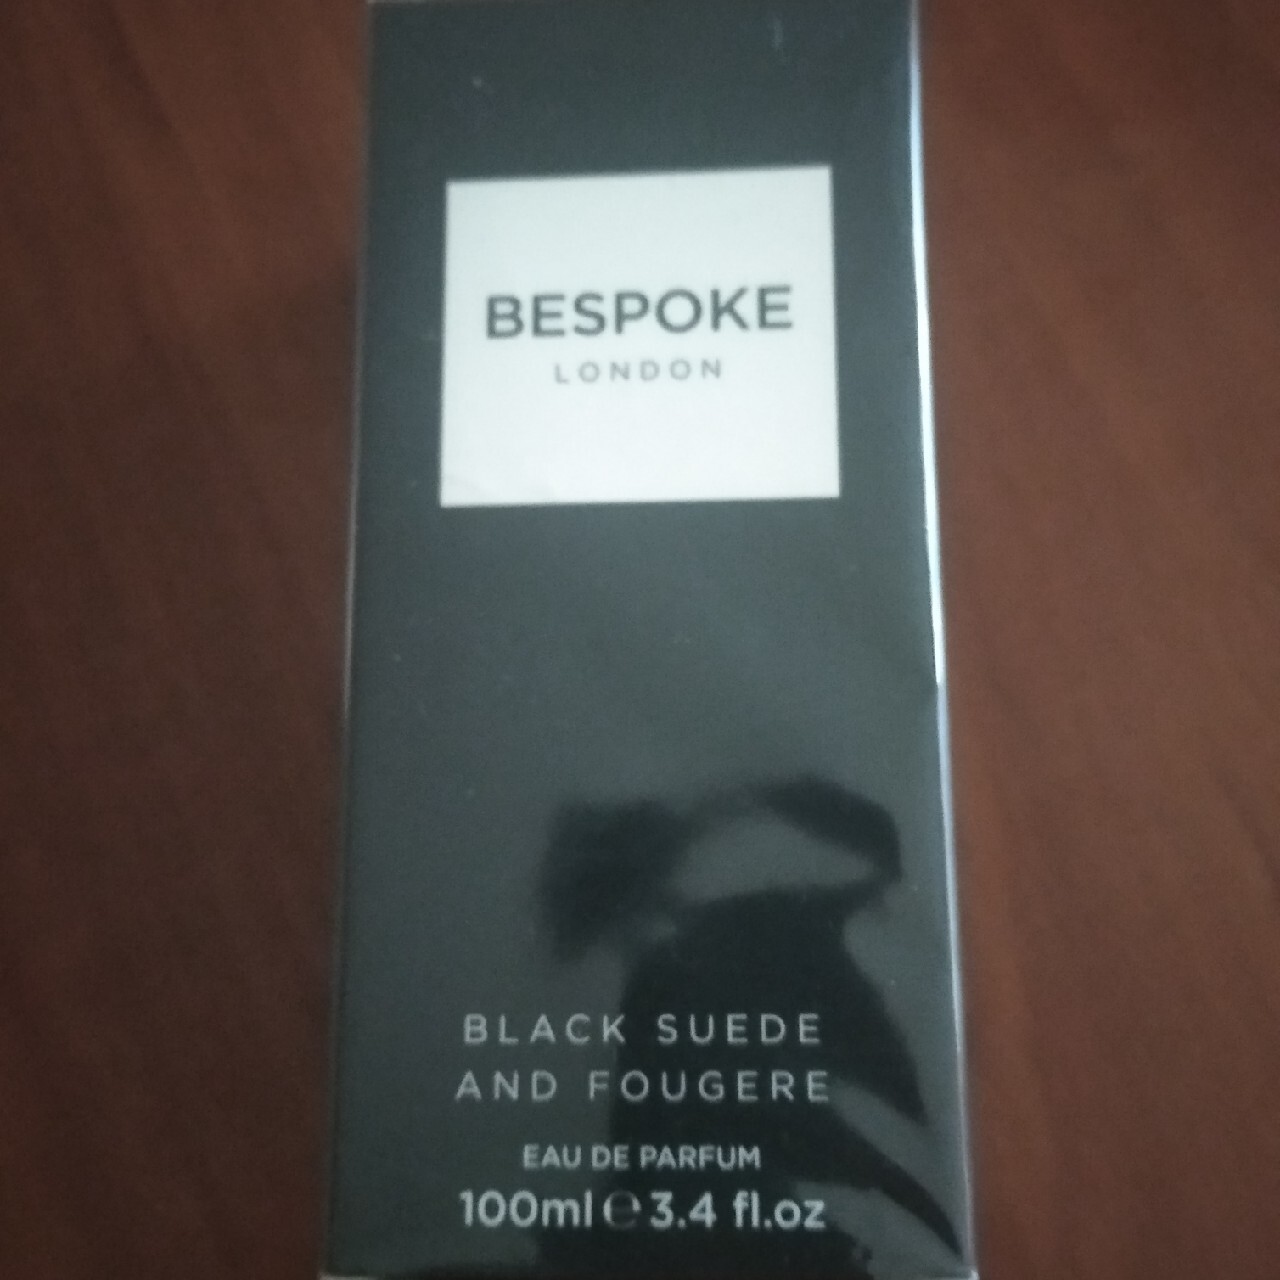 BESPOKE
LONDON
BLACK SUEDE
AND FOUGERE
EAU DE PARFUM
100ml ℮ 3.4 fl.oz